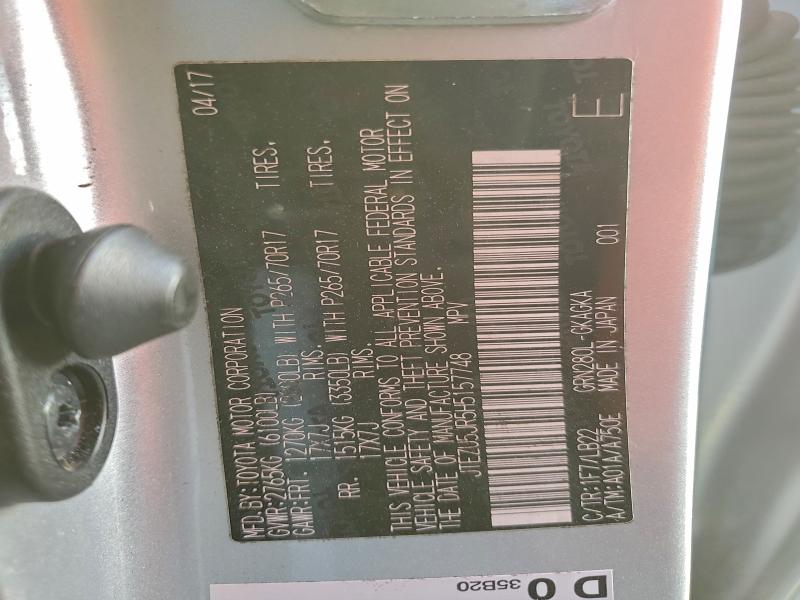 MFD.BY:TOYOTA MOTOR CORPORATION 04/17
GVWR:2768KG (6100LB)
GAWR:FRT. 1270KG WITH P265/70R17 TIRES.
17X7J RIMS.
RR. 1515KG (3350LB) WITH P265/70R17 TIRES.
17X7J RIMS.
THIS VEHICLE CONFORMS TO ALL APPLICABLE FEDERAL MOTOR
VEHICLE SAFETY AND THEFT PREVENTION STANDARDS IN EFFECT ON
THE DATE OF MANUFACTURE SHOWN ABOVE.
JTEZU5JR5H5157748 MPV
C/TR:1F7/LB22 GRN280L-GKAGKA
A/TM:A01A/A750E MADE IN JAPAN 001 E
D 0
35B20